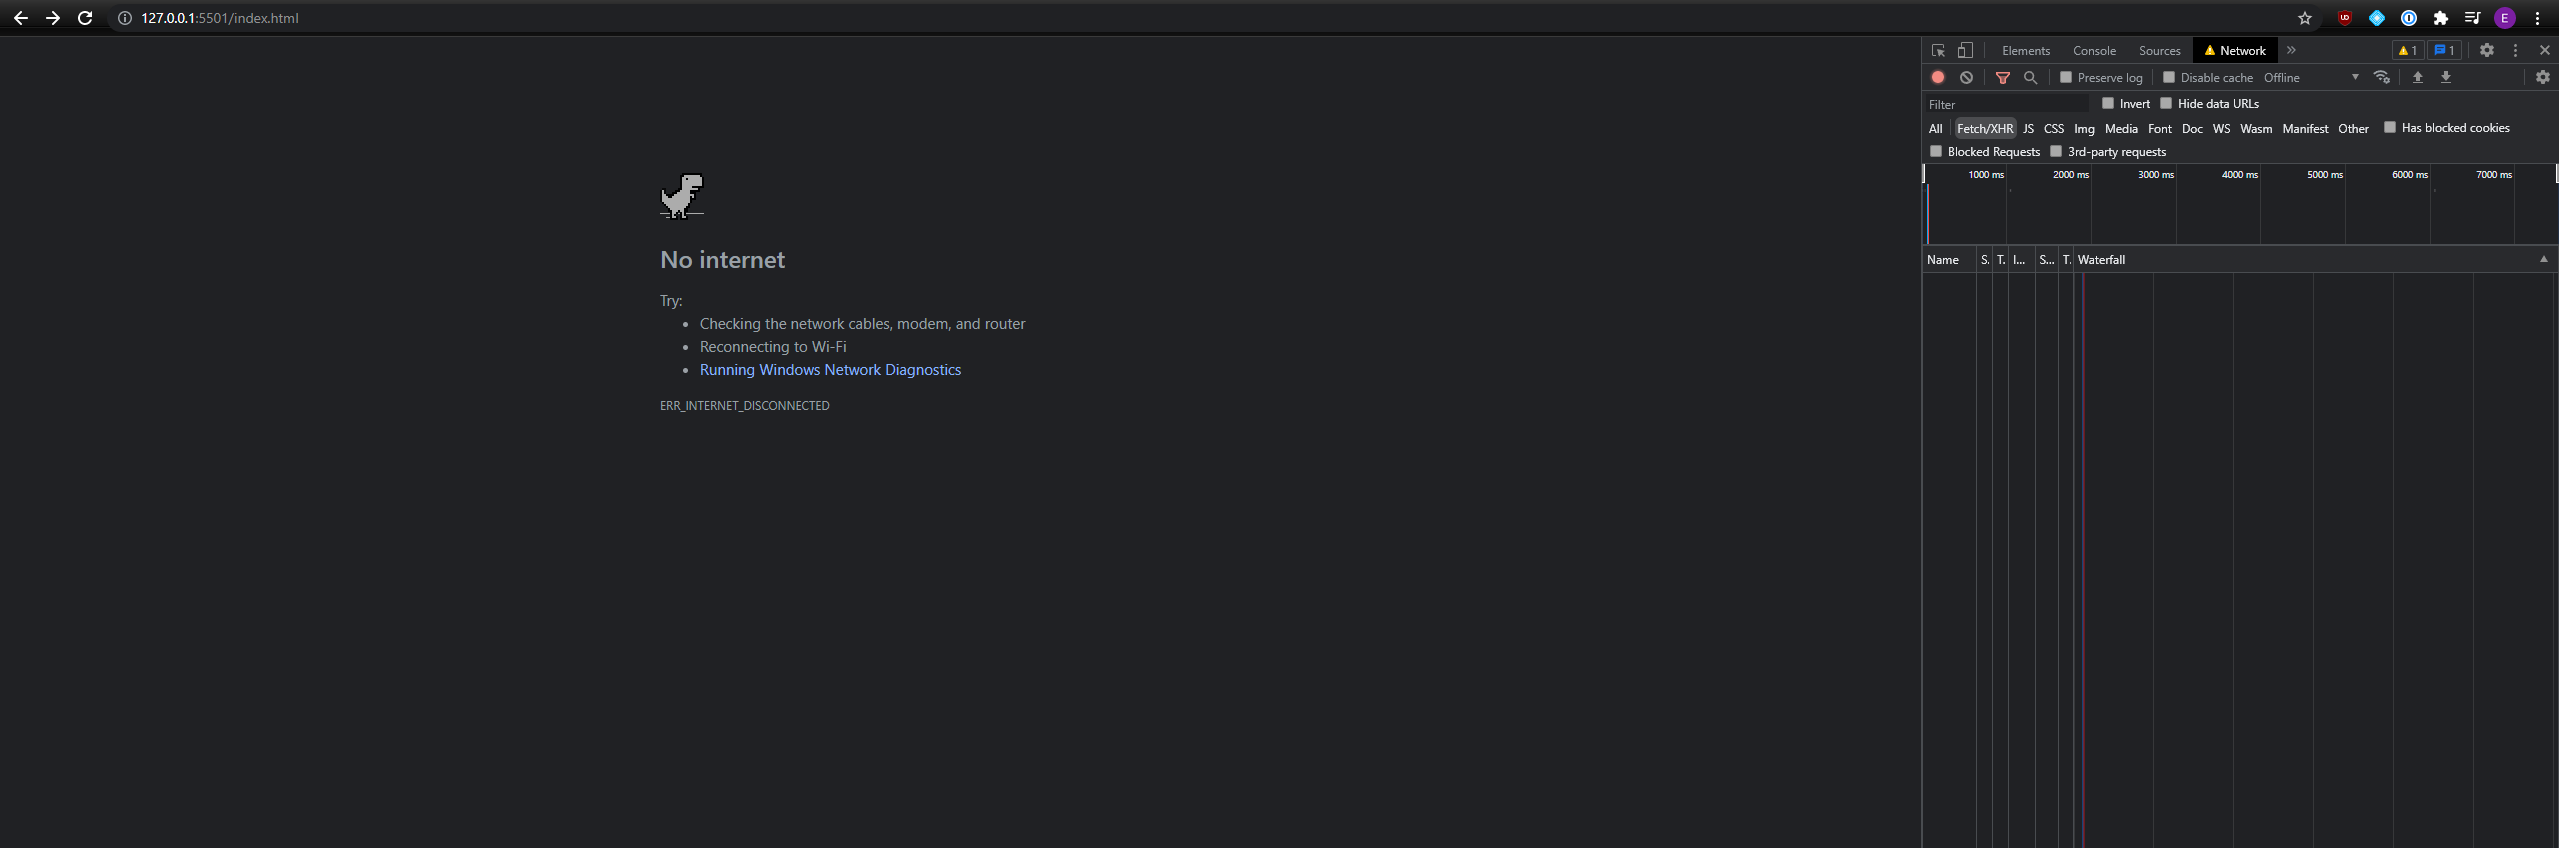 127.0.0.1:5501/index.html
E
Elements Console Sources Network 1 1
Preserve log Disable cache Offline
Filter Invert Hide data URLs
All Fetch/XHR JS CSS Img Media Font Doc WS Wasm Manifest Other Has blocked cookies
Blocked Requests 3rd-party requests
1000 ms 2000 ms 3000 ms 4000 ms 5000 ms 6000 ms 7000 ms
Name S. T. I... S... T. Waterfall
No internet
Try:
• Checking the network cables, modem, and router
• Reconnecting to Wi-Fi
• Running Windows Network Diagnostics
ERR_INTERNET_DISCONNECTED